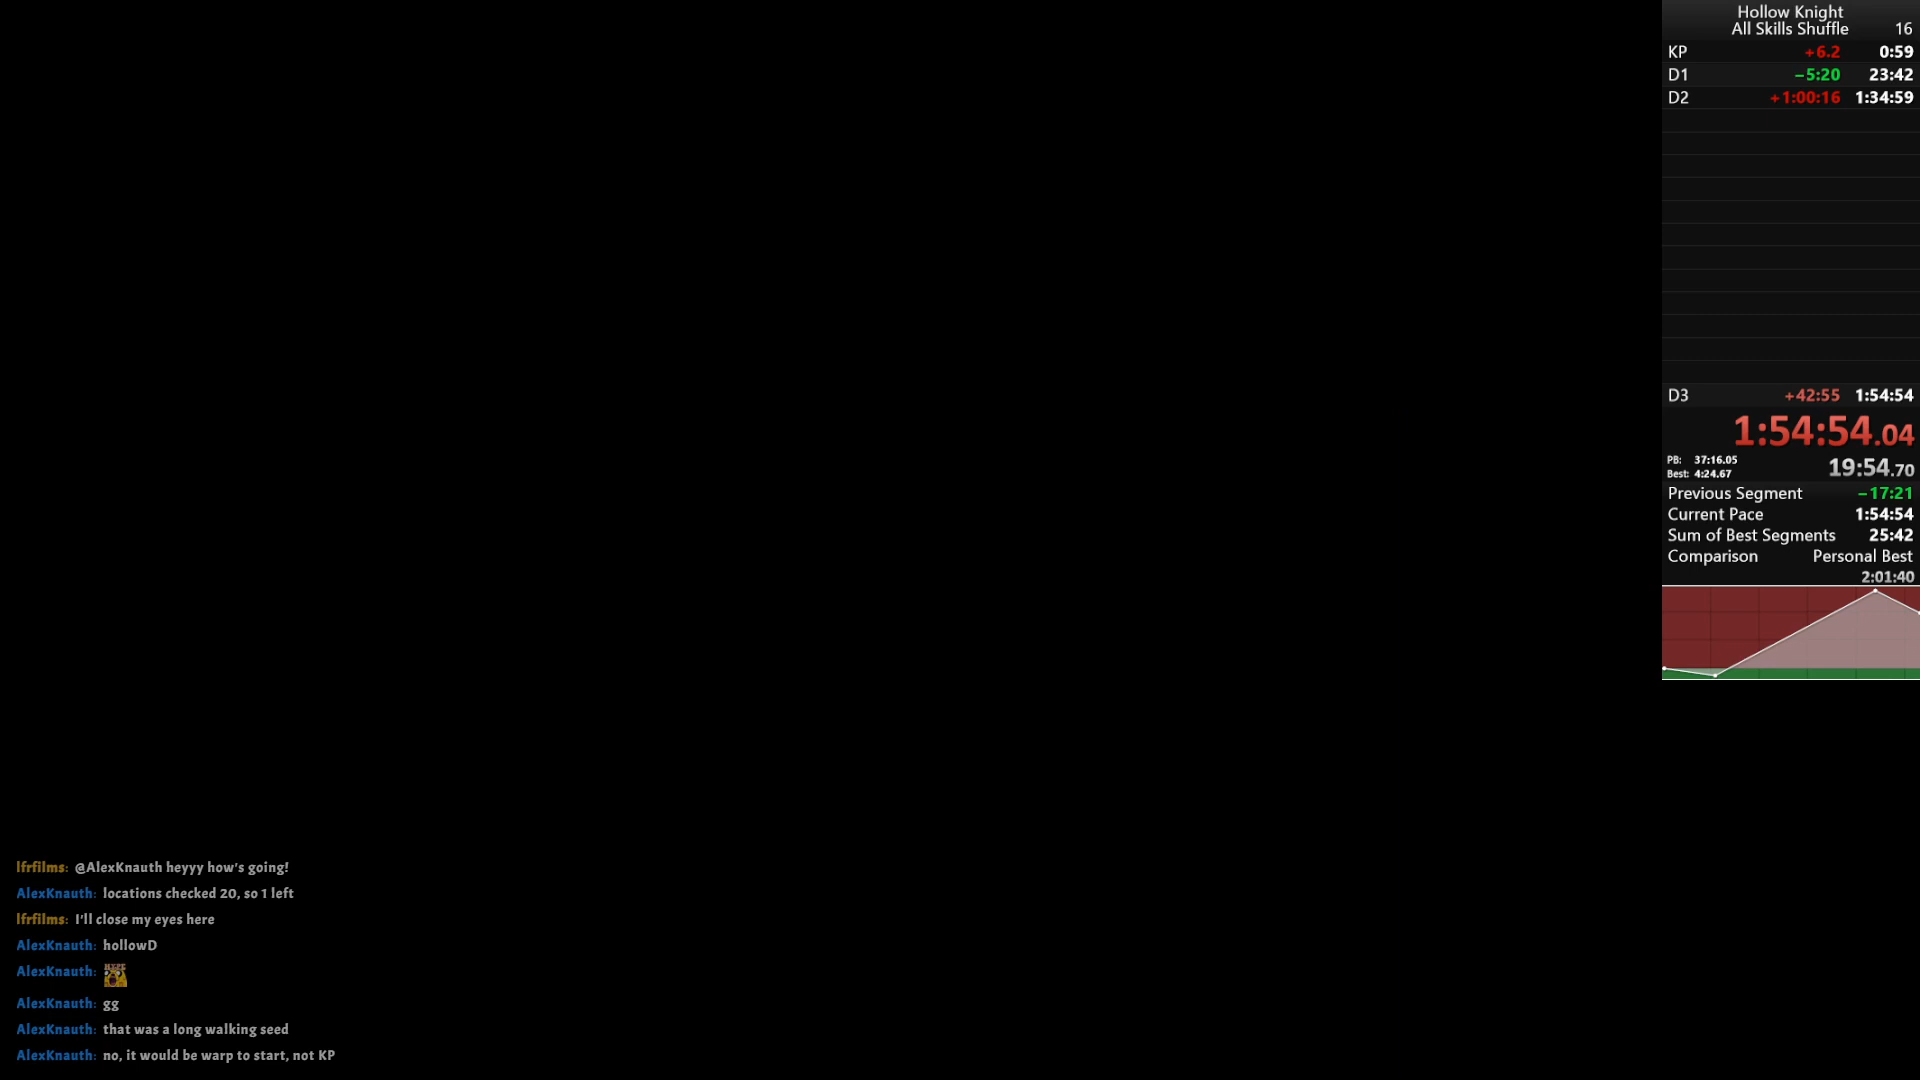 Hollow Knight
All Skills Shuffle 16
KP +6.2 0:59
D1 −5:20 23:42
D2 +1:00:16 1:34:59
D3 +42:55 1:54:54
1:54:54.04
PB: 37:16.05
Best: 4:24.67
19:54.70
Previous Segment −17:21
Current Pace 1:54:54
Sum of Best Segments 25:42
Comparison Personal Best
2:01:40
lfrfilms: @AlexKnauth heyyy how's going!
AlexKnauth: locations checked 20, so 1 left
lfrfilms: I'll close my eyes here
AlexKnauth: hollowD
AlexKnauth:
AlexKnauth: gg
AlexKnauth: that was a long walking seed
AlexKnauth: no, it would be warp to start, not KP